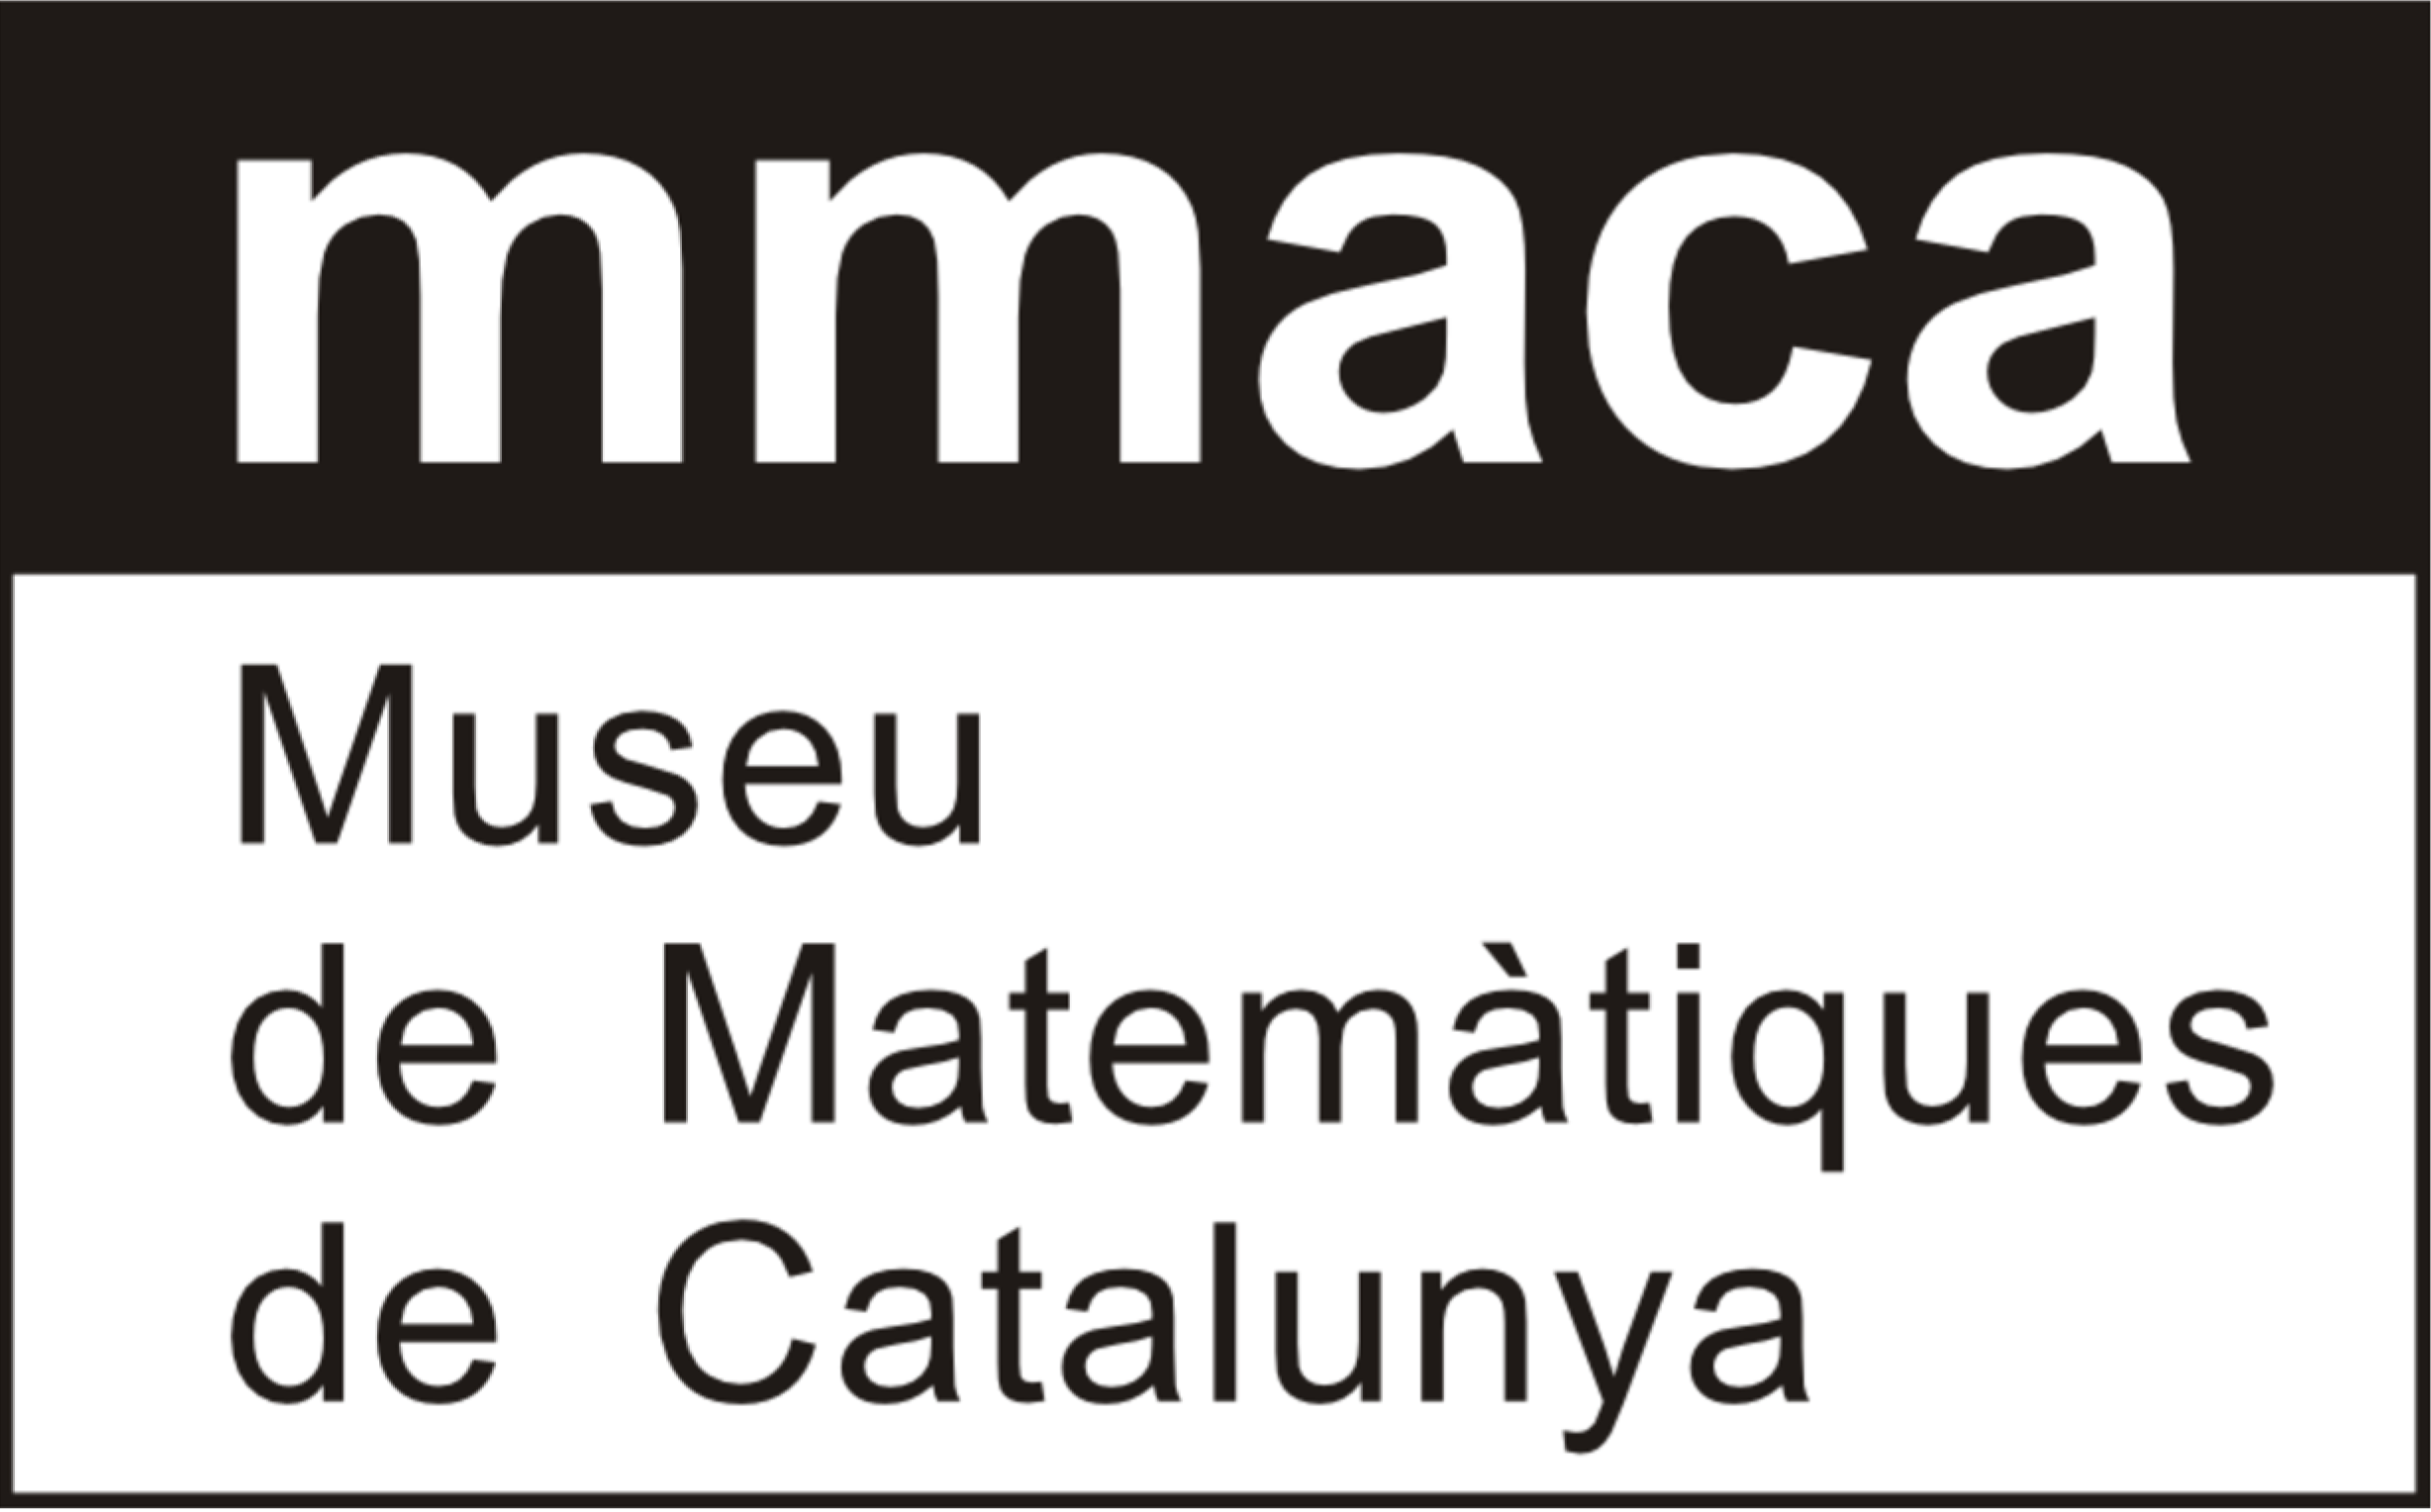 mmaca
Museu
de Matemàtiques
de Catalunya